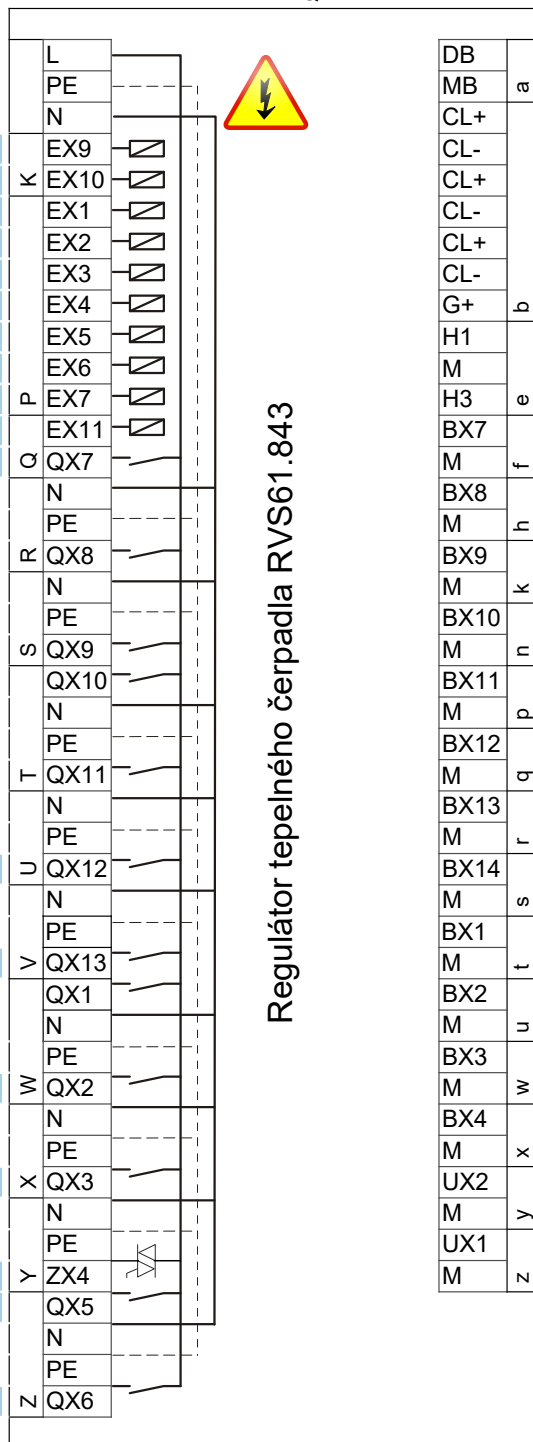 L
PE
N
EX9
K
EX10
EX1
EX2
EX3
EX4
EX5
EX6
P
EX7
EX11
Q
QX7
N
PE
R
QX8
N
PE
S
QX9
QX10
N
PE
T
QX11
N
PE
U
QX12
N
PE
V
QX13
QX1
N
PE
W
QX2
N
PE
X
QX3
N
PE
Y
ZX4
QX5
N
PE
Z
QX6
Regulátor tepelného čerpadla RVS61.843
DB
MB
a
CL+
CL-
CL+
CL-
CL+
CL-
G+
b
H1
M
H3
e
BX7
M
f
BX8
M
h
BX9
M
k
BX10
M
n
BX11
M
p
BX12
M
q
BX13
M
r
BX14
M
s
BX1
M
t
BX2
M
u
BX3
M
w
BX4
M
x
UX2
M
y
UX1
M
z